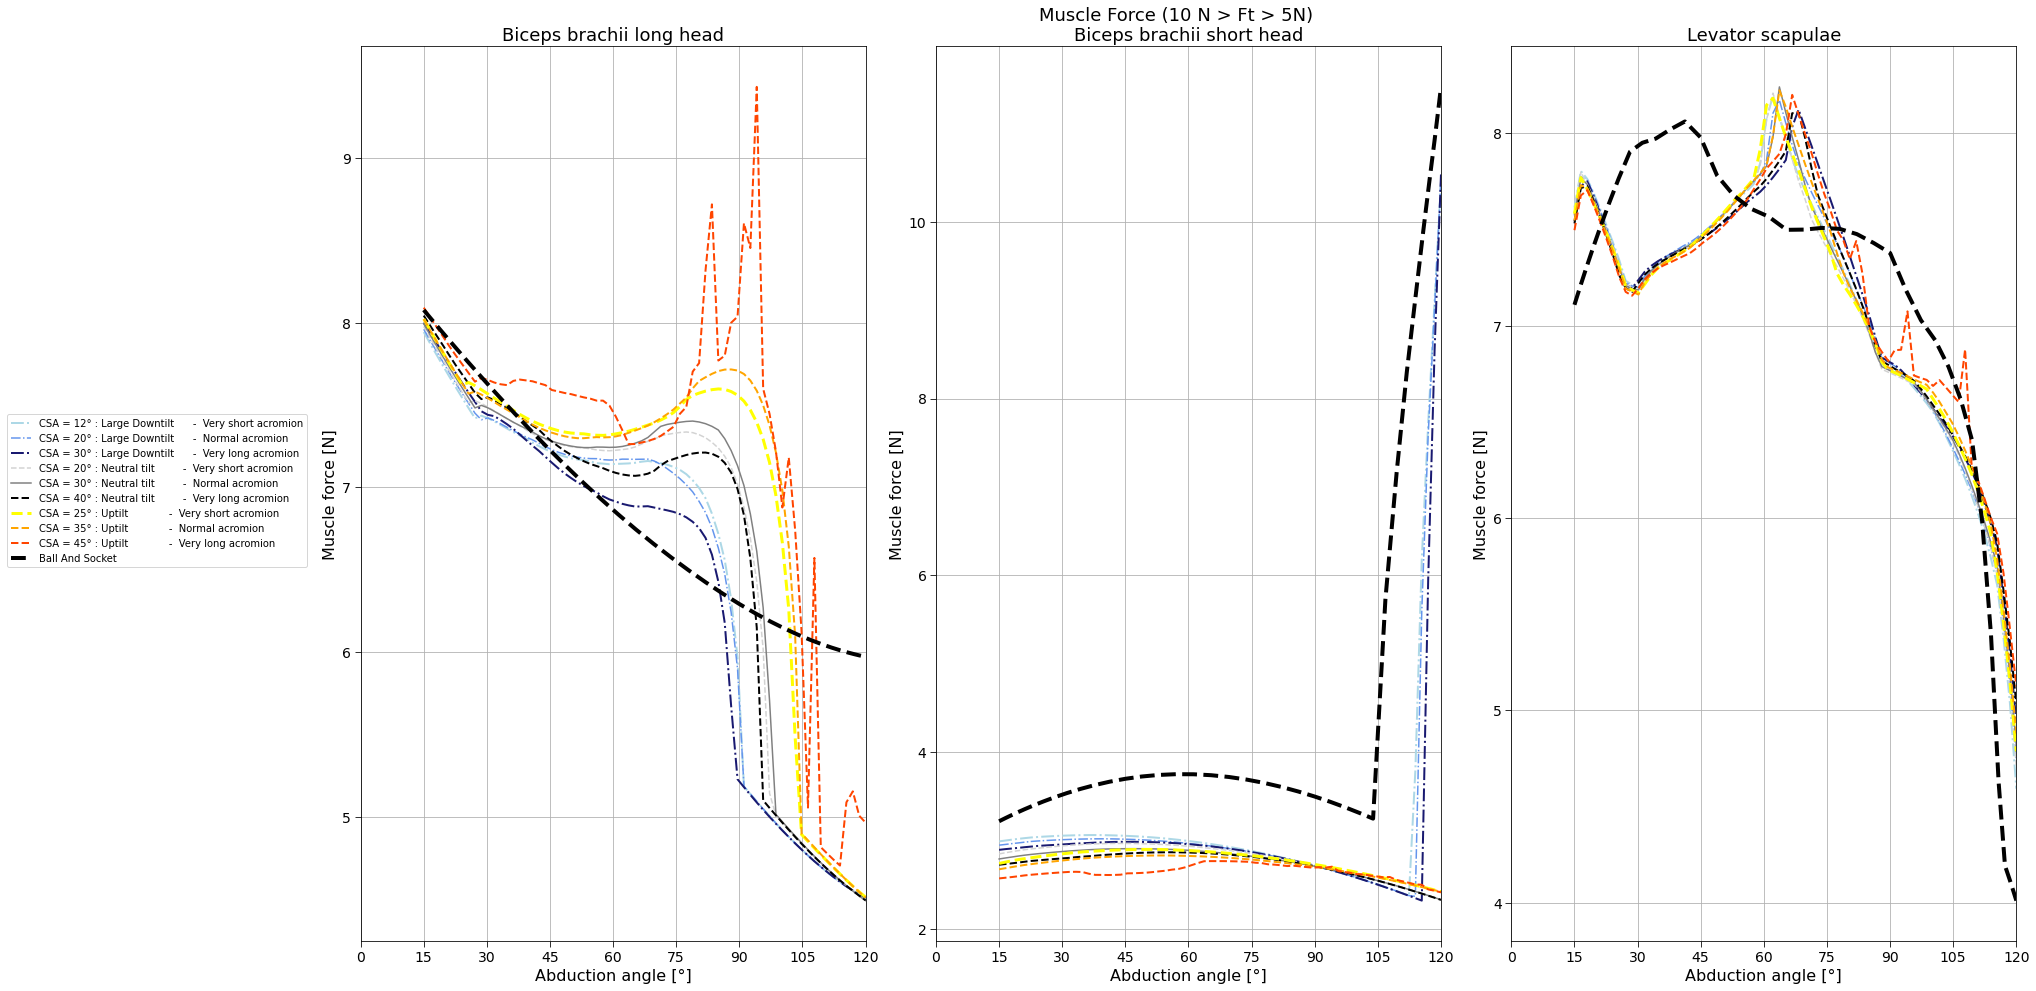 Muscle Force (10 N > Ft > 5N)
Biceps brachii long head
Biceps brachii short head
Levator scapulae
CSA = 12° : Large Downtilt - Very short acromion
CSA = 20° : Large Downtilt - Normal acromion
CSA = 30° : Large Downtilt - Very long acromion
CSA = 20° : Neutral tilt - Very short acromion
CSA = 30° : Neutral tilt - Normal acromion
CSA = 40° : Neutral tilt - Very long acromion
CSA = 25° : Uptilt - Very short acromion
CSA = 35° : Uptilt - Normal acromion
CSA = 45° : Uptilt - Very long acromion
Ball And Socket
Muscle force [N]
9
8
7
6
5
0 15 30 45 60 75 90 105 120
Abduction angle [°]
Muscle force [N]
10
8
6
4
2
0 15 30 45 60 75 90 105 120
Abduction angle [°]
Muscle force [N]
8
7
6
5
4
0 15 30 45 60 75 90 105 120
Abduction angle [°]